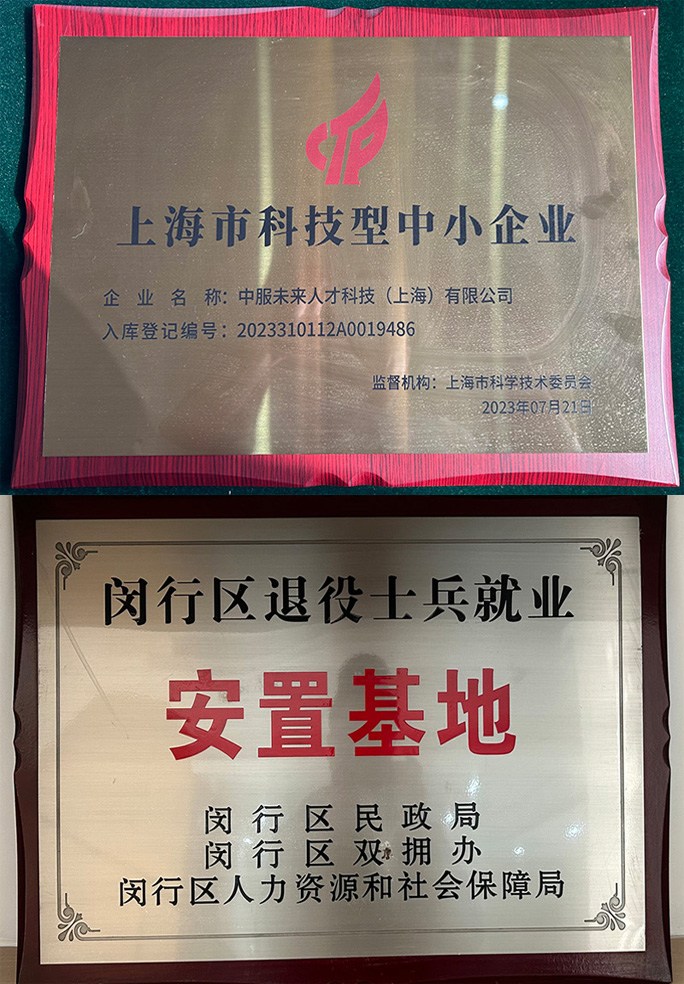 上海市科技型中小企业
企业名称：中服未来人才科技（上海）有限公司
入库登记编号：2023310112A0019486
监督机构：上海市科学技术委员会
2023年07月21日
闵行区退役士兵就业
安置基地
闵行区民政局
闵行区双拥办
闵行区人力资源和社会保障局